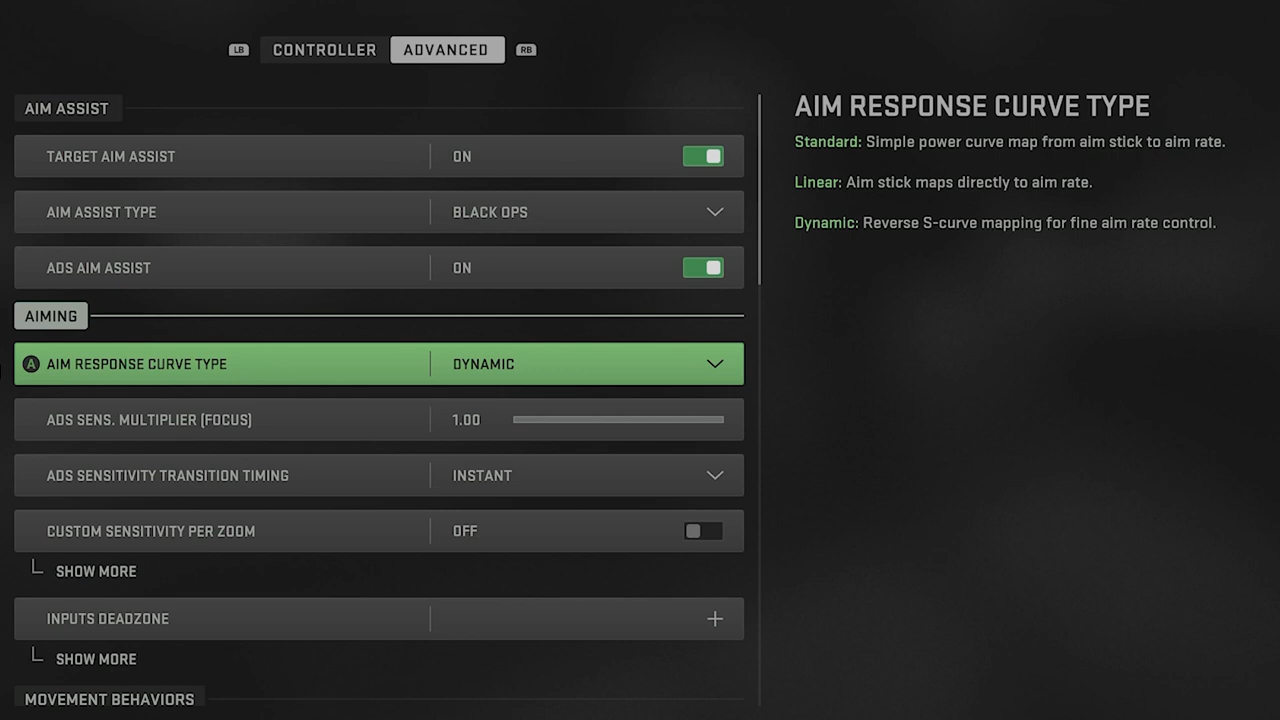 LB CONTROLLER ADVANCED RB
AIM ASSIST
TARGET AIM ASSIST ON
AIM ASSIST TYPE BLACK OPS
ADS AIM ASSIST ON
AIMING
A AIM RESPONSE CURVE TYPE DYNAMIC
ADS SENS. MULTIPLIER (FOCUS) 1.00
ADS SENSITIVITY TRANSITION TIMING INSTANT
CUSTOM SENSITIVITY PER ZOOM OFF
SHOW MORE
INPUTS DEADZONE
SHOW MORE
MOVEMENT BEHAVIORS
AIM RESPONSE CURVE TYPE
Standard: Simple power curve map from aim stick to aim rate.
Linear: Aim stick maps directly to aim rate.
Dynamic: Reverse S-curve mapping for fine aim rate control.